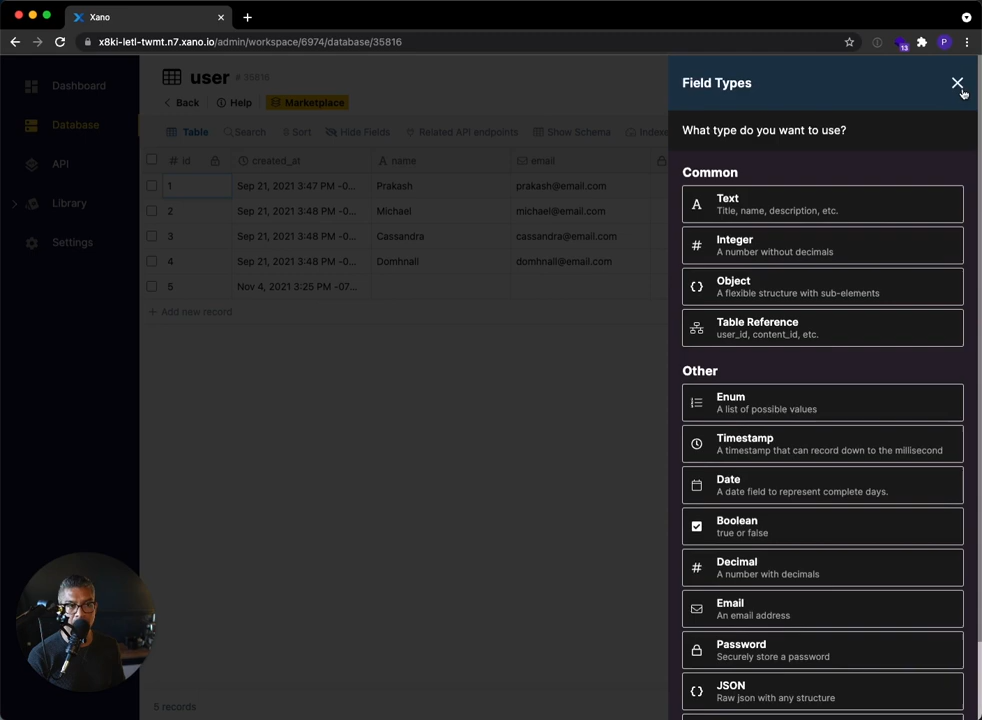 Xano
x8ki-letl-twmt.n7.xano.io/admin/workspace/6974/database/35816
13
P
Dashboard
Database
API
Library
Settings
user # 35816
Back
Help
Marketplace
Table
Search
Sort
Hide Fields
Related API endpoints
Show Schema
# id
created_at
name
email
1
Sep 21, 2021 3:47 PM -0...
Prakash
prakash@email.com
2
Sep 21, 2021 3:48 PM -0...
Michael
michael@email.com
3
Sep 21, 2021 3:48 PM -0...
Cassandra
cassandra@email.com
4
Sep 21, 2021 3:48 PM -0...
Domhnall
domhnall@email.com
5
Nov 4, 2021 3:25 PM -07...
+ Add new record
5 records
Field Types
What type do you want to use?
Common
Text
Title, name, description, etc.
Integer
A number without decimals
Object
A flexible structure with sub-elements
Table Reference
user_id, content_id, etc.
Other
Enum
A list of possible values
Timestamp
A timestamp that can record down to the millisecond
Date
A date field to represent complete days.
Boolean
true or false
Decimal
A number with decimals
Email
An email address
Password
Securely store a password
JSON
Raw json with any structure